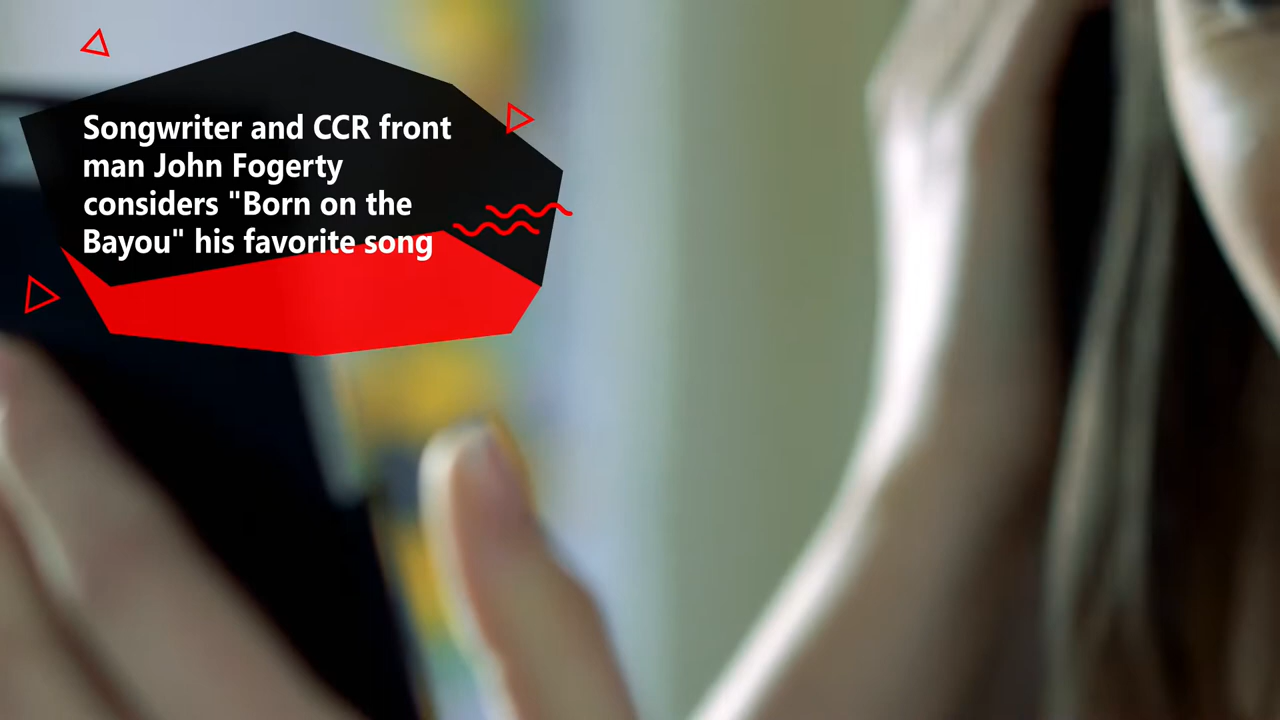 Songwriter and CCR front
man John Fogerty
considers "Born on the
Bayou" his favorite song